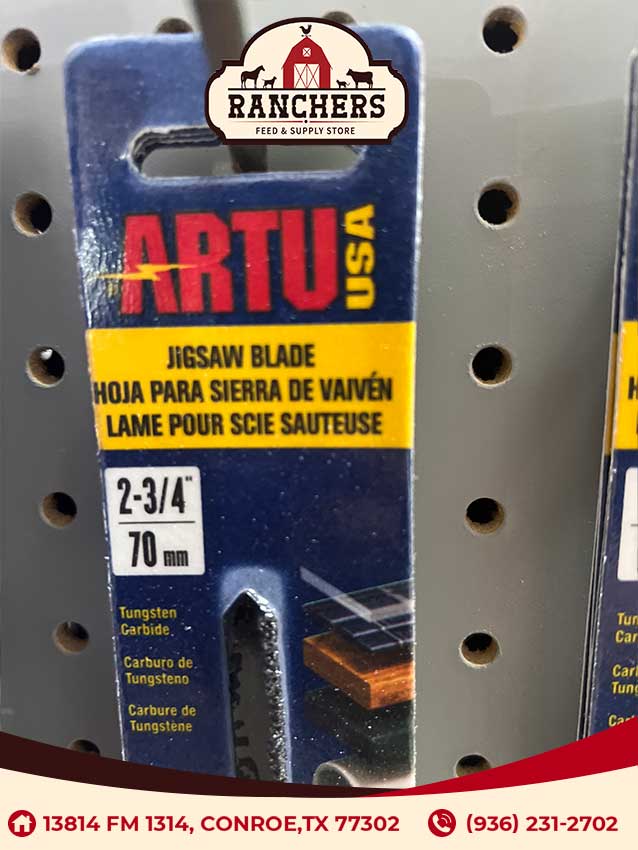 RANCHERS
FEED & SUPPLY STORE
ARTU
USA
JiGSAW BLADE
HOJA PARA SIERRA DE VAIVÉN
LAME POUR SCIE SAUTEUSE
2-3/4"
70 mm
Tungsten
Carbide
Carburo de
Tungsteno
Carbure de
Tungstène
13814 FM 1314, CONROE,TX 77302
(936) 231-2702